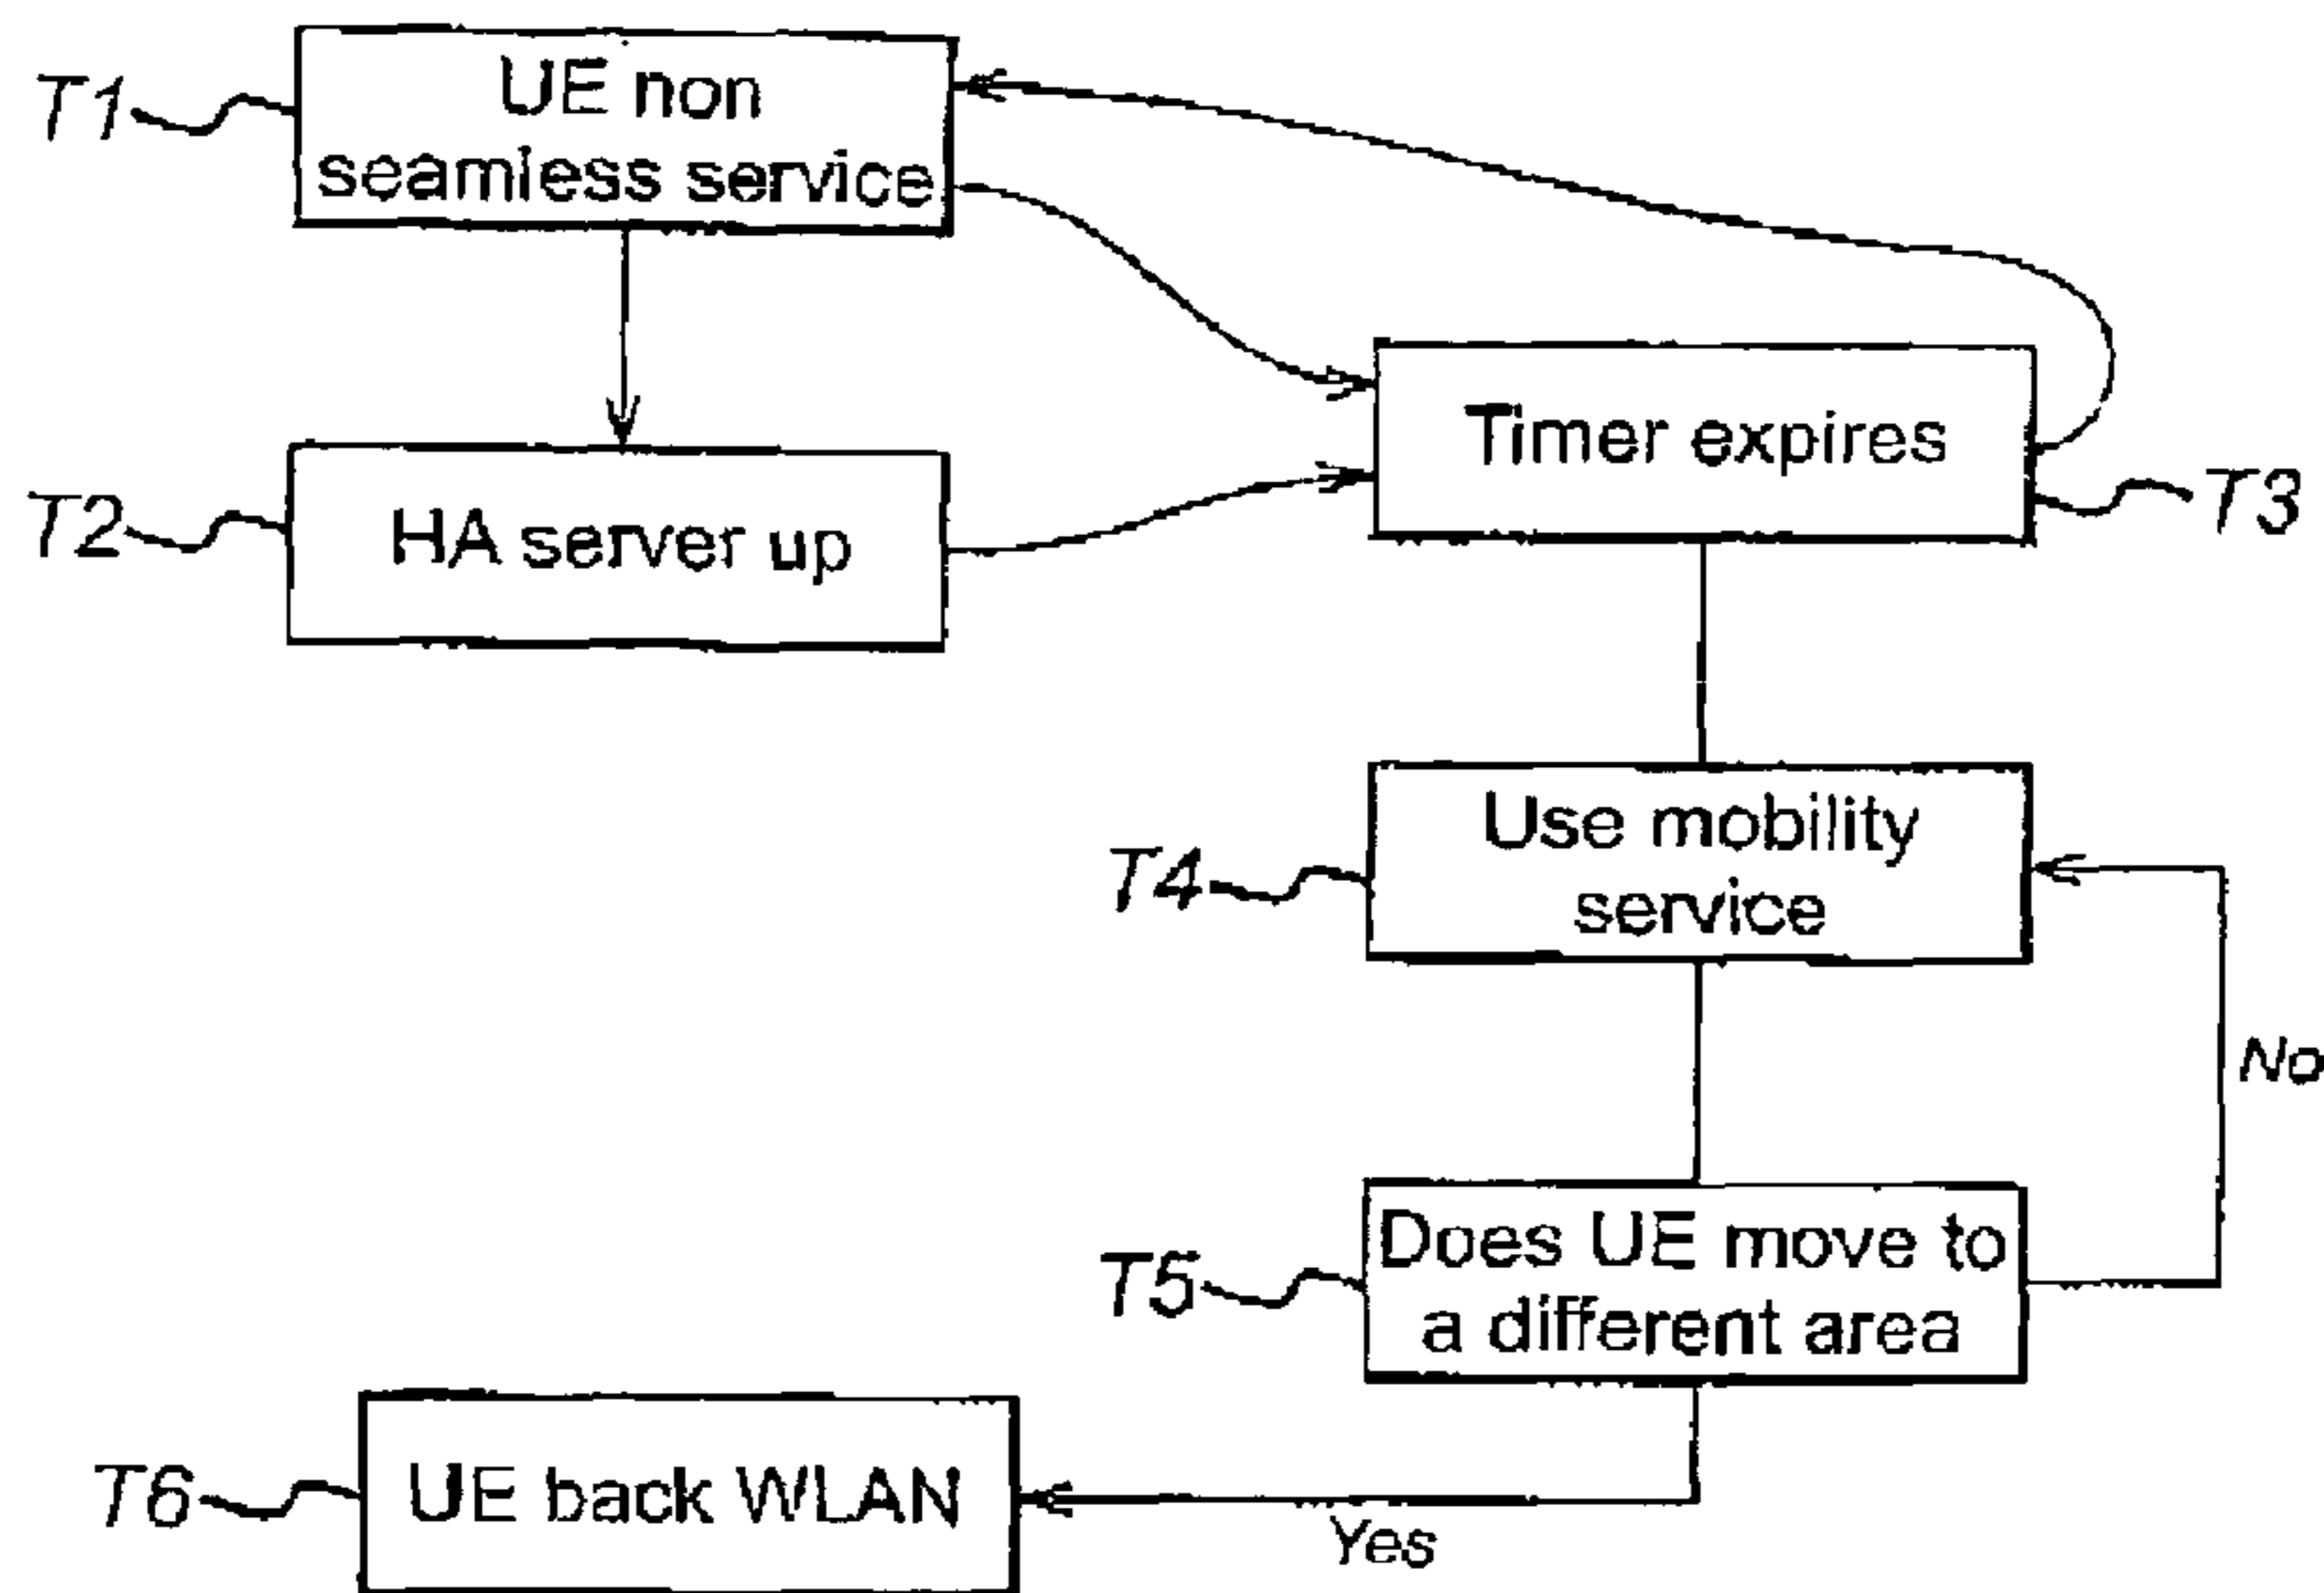 T1
UE non
seamless service
T2
HA server up
Timer expires
T3
T4
Use mobility
service
No
T5
Does UE move to
a different area
T6
UE back WLAN
Yes